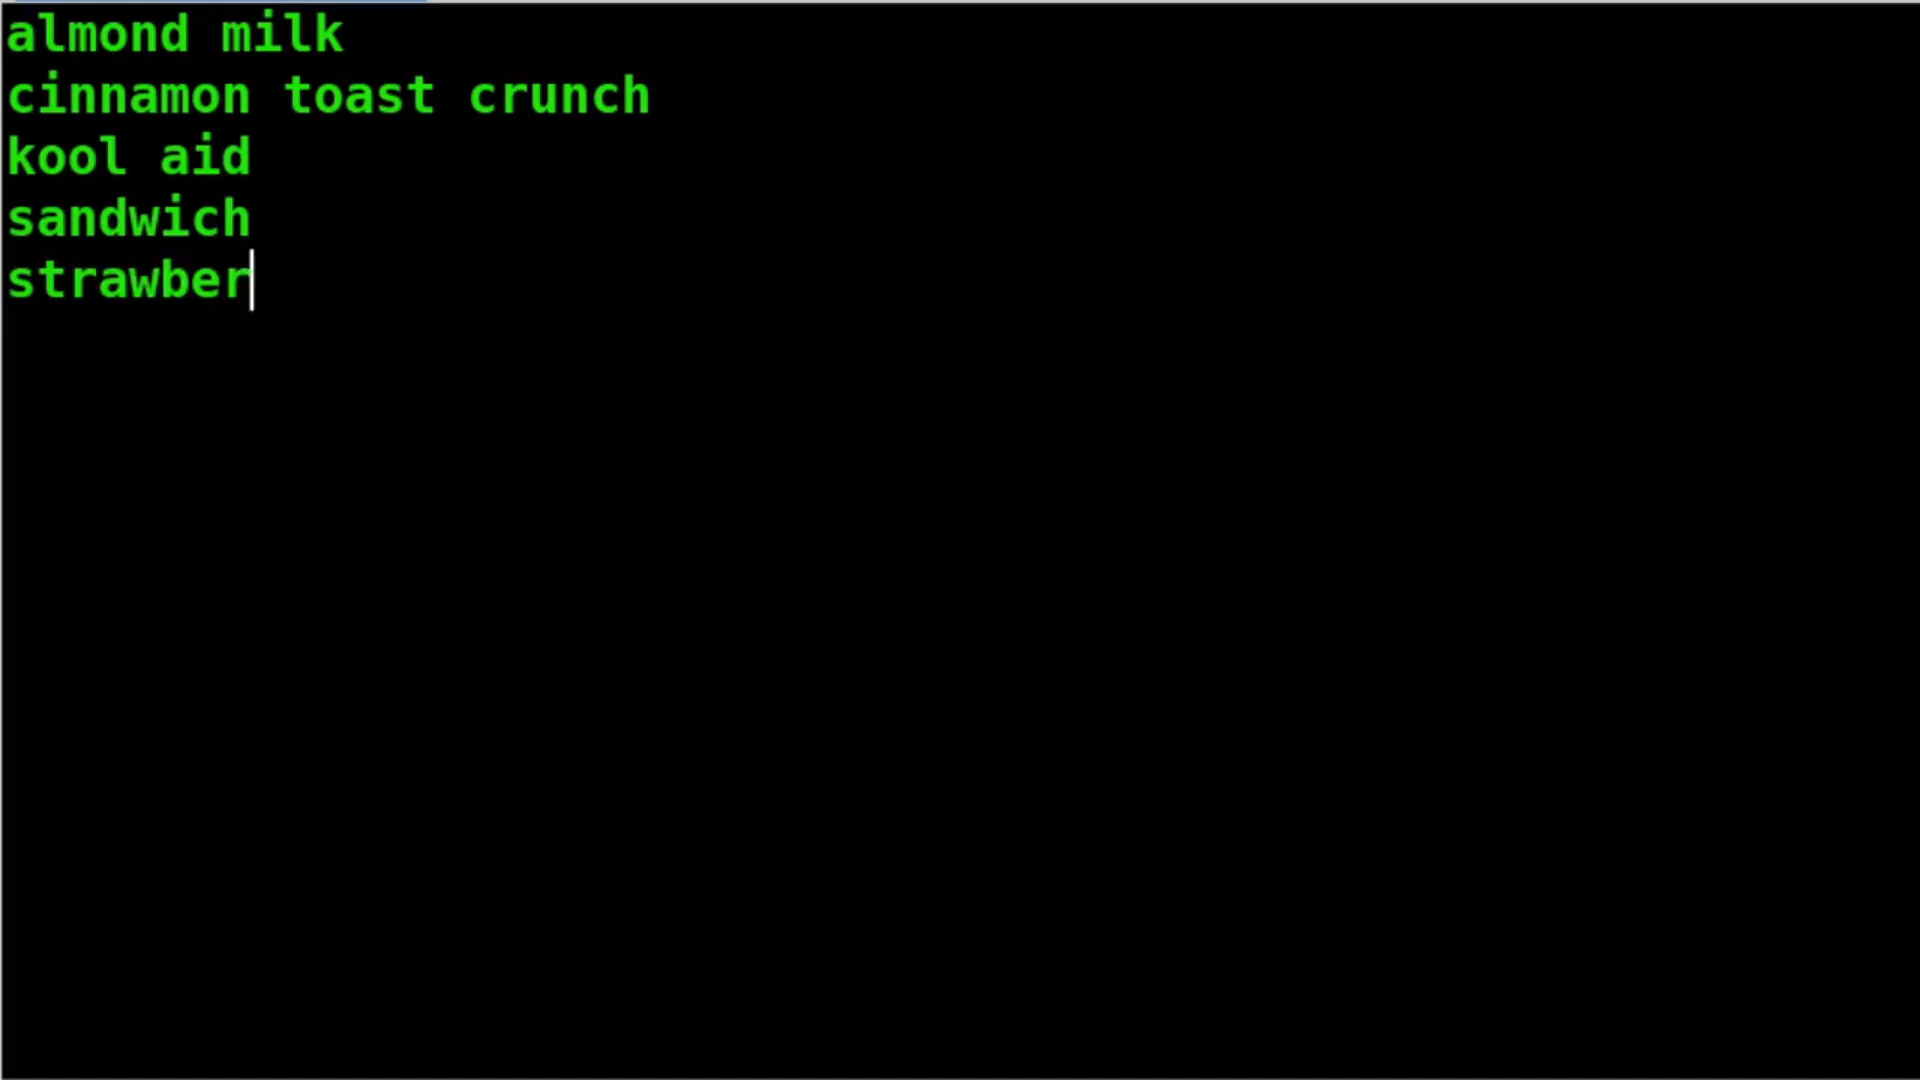 almond milk
cinnamon toast crunch
kool aid
sandwich
strawber